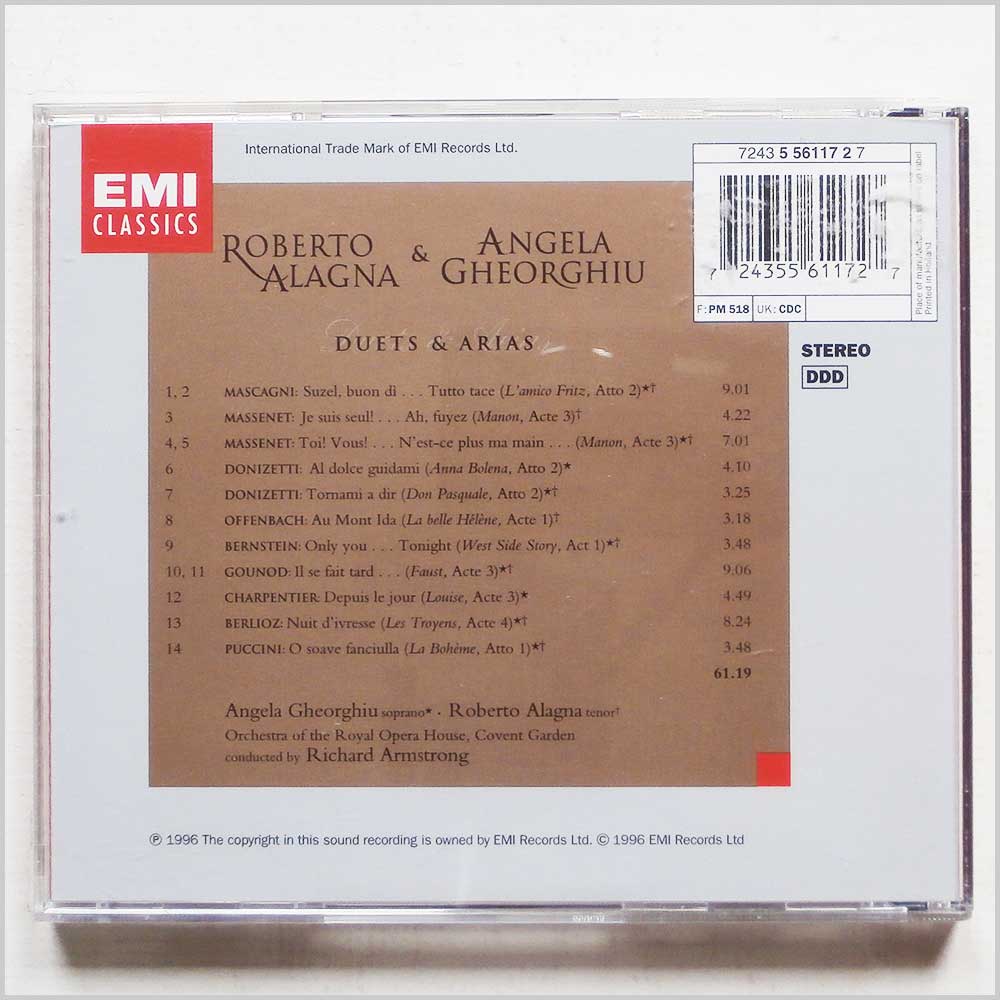 International Trade Mark of EMI Records Ltd.
EMI
CLASSICS
7243 5 56117 2 7
7 24355 61172 7
F: PM 518 UK: CDC
Printed in Holland
ROBERTO ALAGNA & ANGELA GHEORGHIU
DUETS & ARIAS
STEREO
DDD
1, 2 MASCAGNI: Suzel, buon dì . . . Tutto tace (L'amico Fritz, Atto 2)★† 9.01
3 MASSENET: Je suis seul! . . . Ah, fuyez (Manon, Acte 3)† 4.22
4, 5 MASSENET: Toi! Vous! . . . N'est-ce plus ma main . . . (Manon, Acte 3)★† 7.01
6 DONIZETTI: Al dolce guidami (Anna Bolena, Atto 2)★ 4.10
7 DONIZETTI: Tornami a dir (Don Pasquale, Atto 2)★† 3.25
8 OFFENBACH: Au Mont Ida (La belle Hélène, Acte 1)† 3.18
9 BERNSTEIN: Only you . . . Tonight (West Side Story, Act 1)★† 3.48
10, 11 GOUNOD: Il se fait tard . . . (Faust, Acte 3)★† 9.06
12 CHARPENTIER: Depuis le jour (Louise, Acte 3)★ 4.49
13 BERLIOZ: Nuit d'ivresse (Les Troyens, Acte 4)★† 8.24
14 PUCCINI: O soave fanciulla (La Bohème, Atto 1)★† 3.48
61.19
Angela Gheorghiu soprano★ · Roberto Alagna tenor†
Orchestra of the Royal Opera House, Covent Garden
conducted by Richard Armstrong
℗ 1996 The copyright in this sound recording is owned by EMI Records Ltd. © 1996 EMI Records Ltd